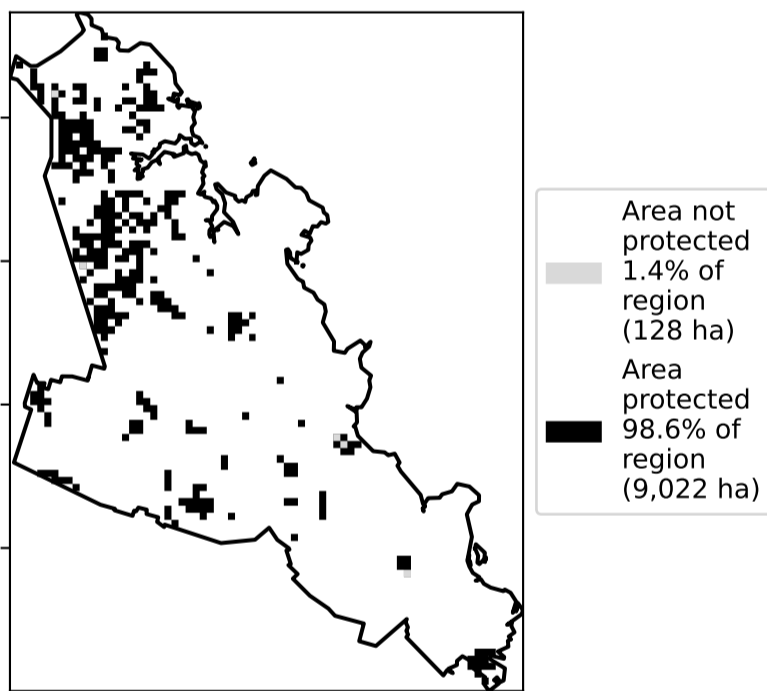 Area not
protected
1.4% of
region
(128 ha)
Area
protected
98.6% of
region
(9,022 ha)